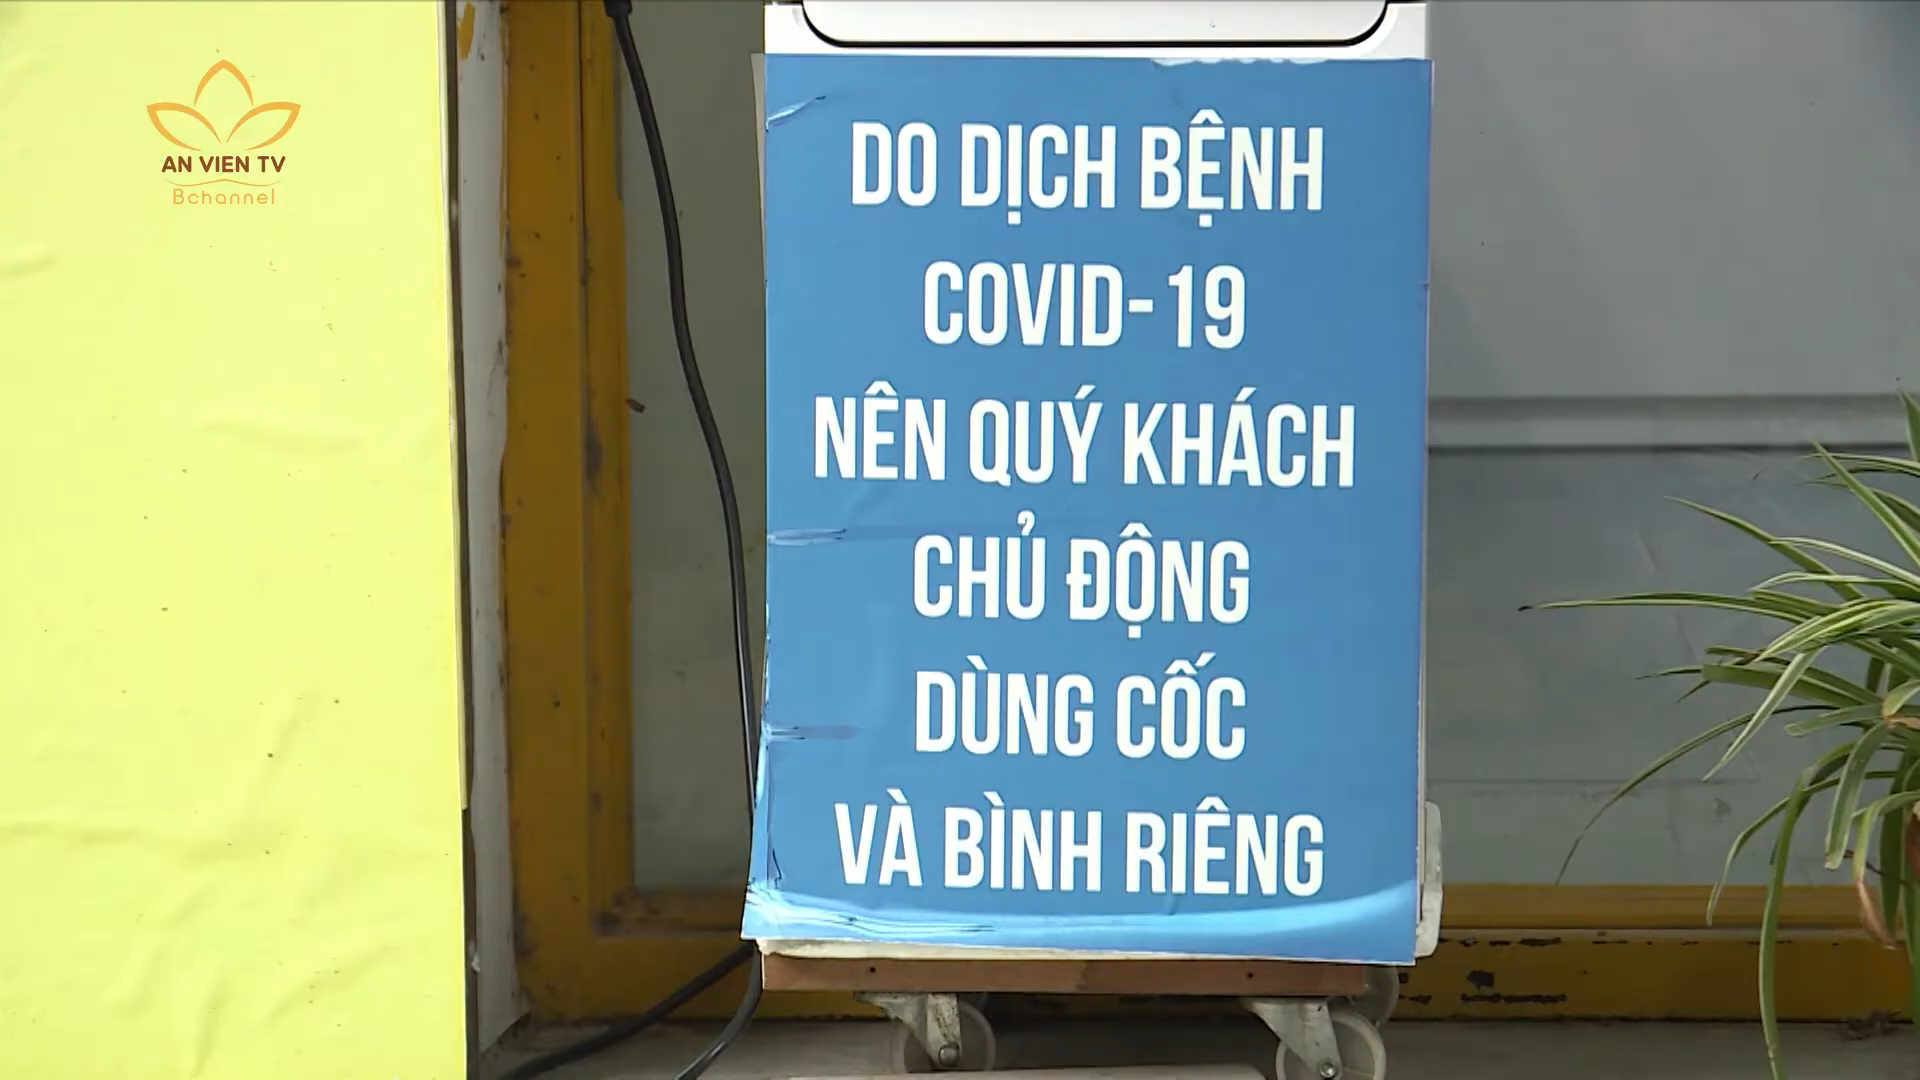 AN VIEN TV
Bchannel
DO DỊCH BỆNH
COVID-19
NÊN QUÝ KHÁCH
CHỦ ĐỘNG
DÙNG CỐC
VÀ BÌNH RIÊNG